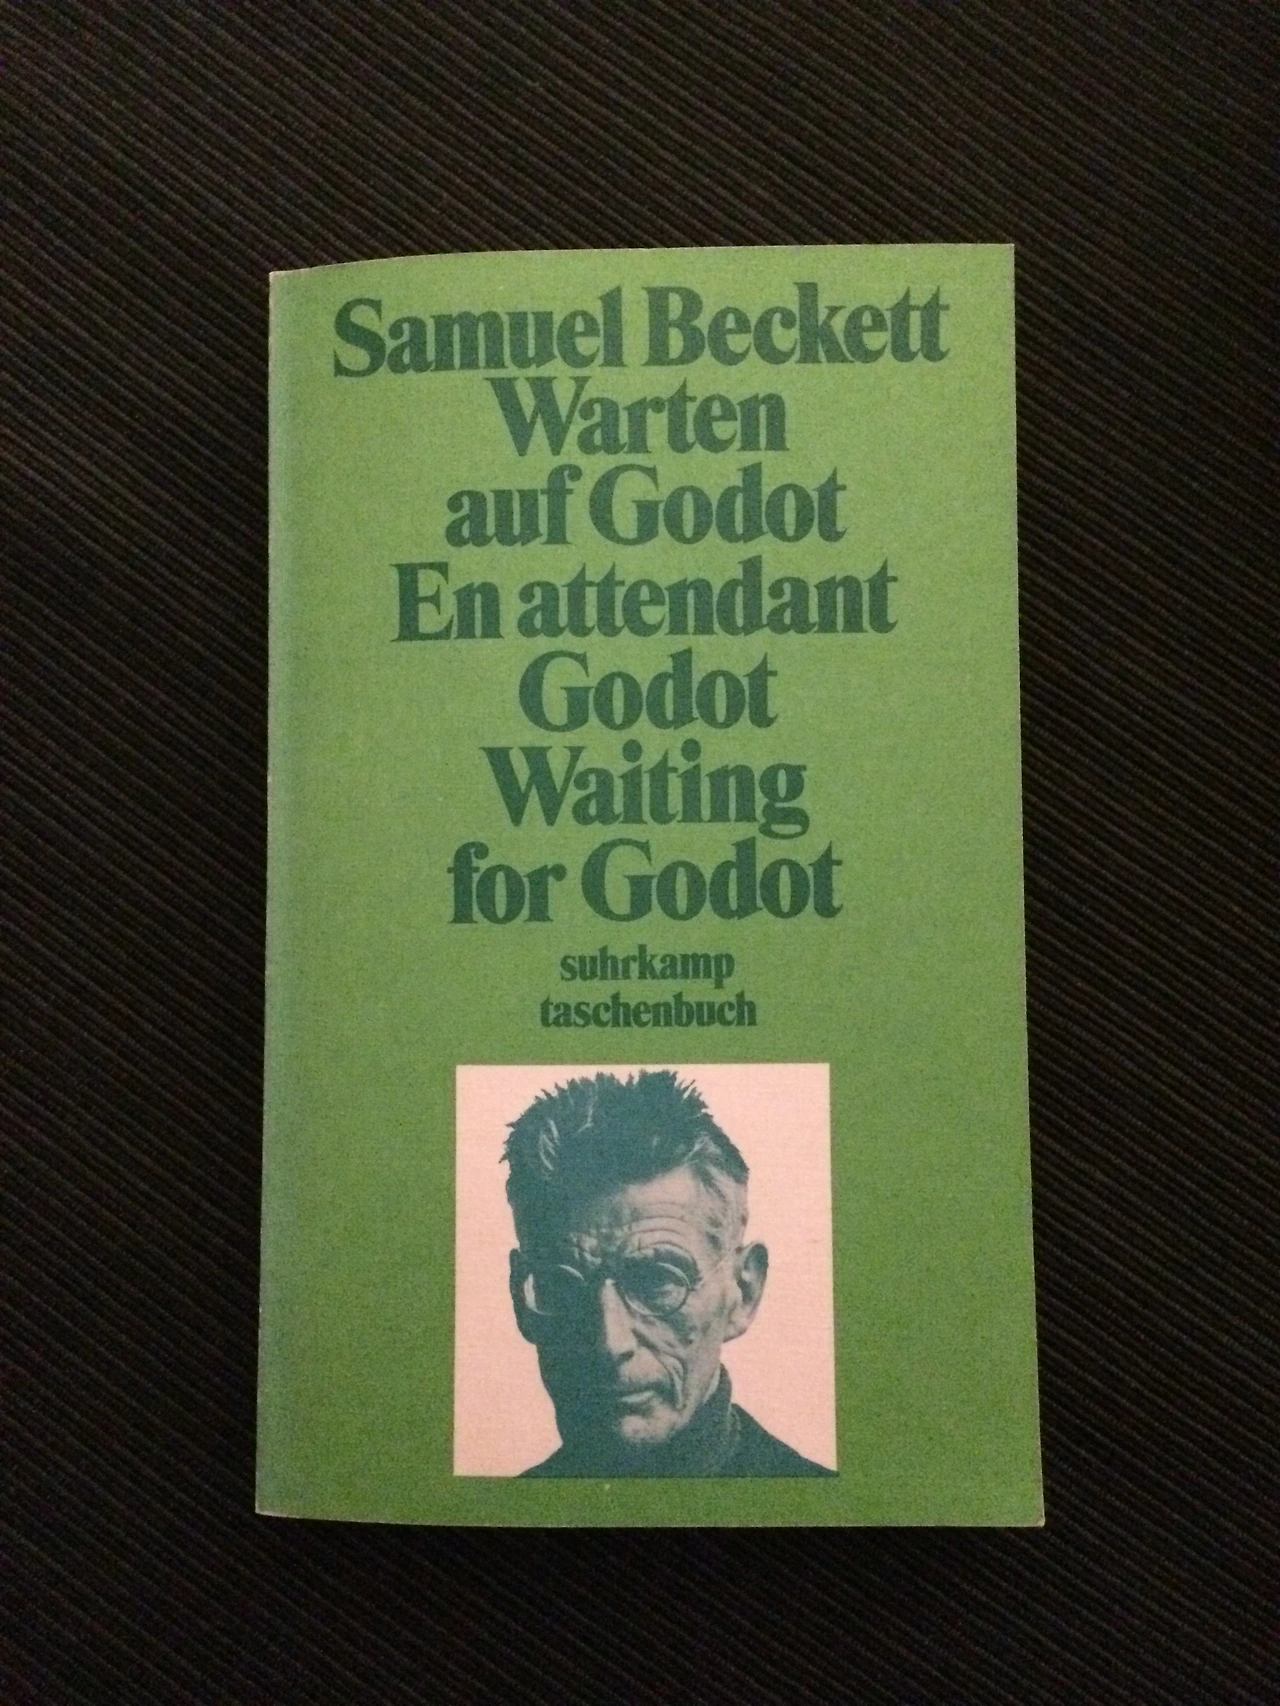 Samuel Beckett
Warten
auf Godot
En attendant
Godot
Waiting
for Godot
suhrkamp
taschenbuch